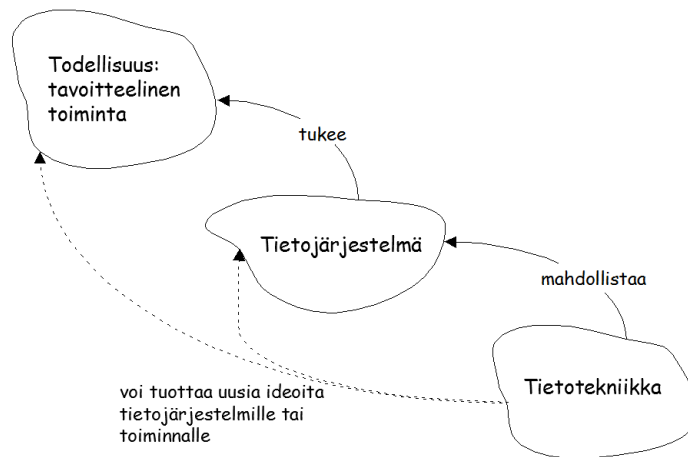 Todellisuus:
tavoitteelinen
toiminta
tukee
Tietojärjestelmä
mahdollistaa
Tietotekniikka
voi tuottaa uusia ideoita
tietojärjestelmille tai
toiminnalle